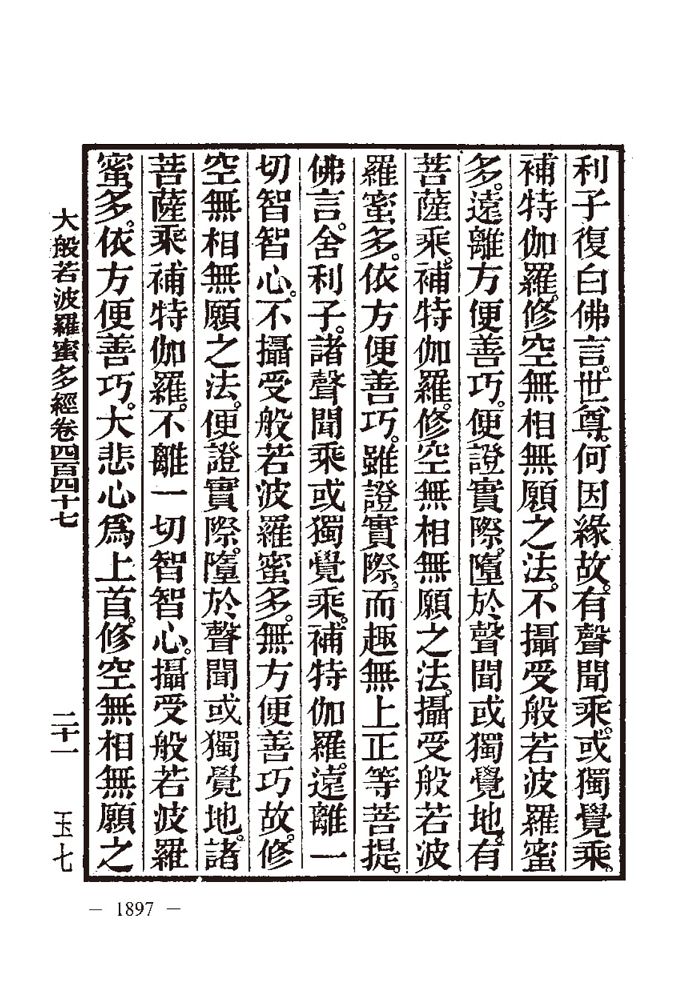 利子復白佛言。世尊。何因緣故。有聲聞乘。或獨覺乘。
補特伽羅。修空無相無願之法。不攝受般若波羅蜜
多。遠離方便善巧。便證實際。墮於聲聞或獨覺地。有
菩薩乘。補特伽羅。修空無相無願之法。攝受般若波
羅蜜多。依方便善巧。雖證實際。而趣無上正等菩提。
佛言。舍利子。諸聲聞乘或獨覺乘。補特伽羅。遠離一
切智智心。不攝受般若波羅蜜多。無方便善巧故。修
空無相無願之法。便證實際。墮於聲聞或獨覺地。諸
菩薩乘補特伽羅。不離一切智智心。攝受般若波羅
蜜多。依方便善巧。大悲心爲上首。修空無相無願之
大般若波羅蜜多經卷四百四十七 二十一 玉七
— 1897 —